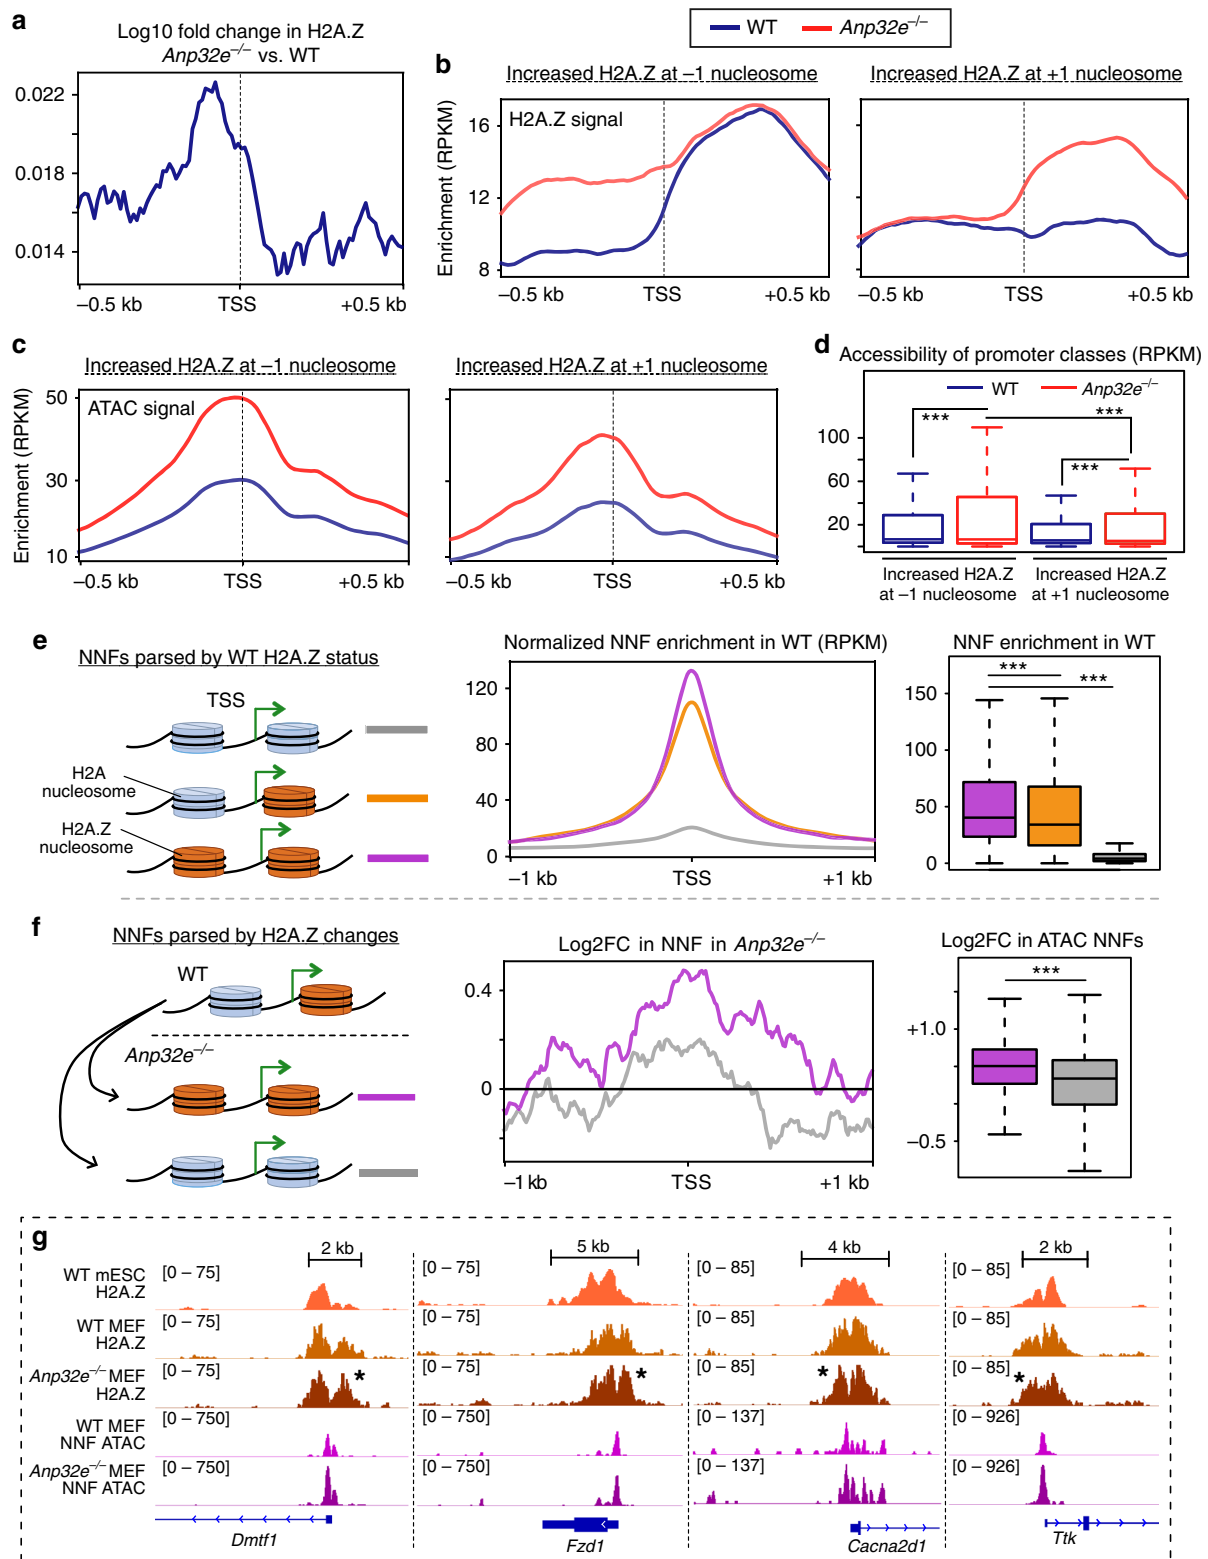 a
Log10 fold change in H2A.Z
Anp32e–/– vs. WT
0.022
0.018
0.014
–0.5 kb
TSS
+0.5 kb
WT
Anp32e–/–
b
Increased H2A.Z at –1 nucleosome
Increased H2A.Z at +1 nucleosome
Enrichment (RPKM)
H2A.Z signal
16
12
8
–0.5 kb
TSS
+0.5 kb
–0.5 kb
TSS
+0.5 kb
c
Increased H2A.Z at –1 nucleosome
Increased H2A.Z at +1 nucleosome
Enrichment (RPKM)
ATAC signal
50
30
10
–0.5 kb
TSS
+0.5 kb
–0.5 kb
TSS
+0.5 kb
d
Accessibility of promoter classes (RPKM)
WT
Anp32e–/–
***
***
***
100
60
20
Increased H2A.Z
at –1 nucleosome
Increased H2A.Z
at +1 nucleosome
e
NNFs parsed by WT H2A.Z status
TSS
H2A
nucleosome
H2A.Z
nucleosome
Normalized NNF enrichment in WT (RPKM)
120
80
40
0
–1 kb
TSS
+1 kb
NNF enrichment in WT
***
***
150
100
50
0
f
NNFs parsed by H2A.Z changes
WT
Anp32e–/–
Log2FC in NNF in Anp32e–/–
0.4
0
–1 kb
TSS
+1 kb
Log2FC in ATAC NNFs
***
+1.0
–0.5
g
2 kb
5 kb
4 kb
2 kb
WT mESC
H2A.Z
[0 – 75]
[0 – 75]
[0 – 85]
[0 – 85]
WT MEF
H2A.Z
[0 – 75]
[0 – 75]
[0 – 85]
[0 – 85]
Anp32e–/– MEF
H2A.Z
[0 – 75]
*
[0 – 75]
*
[0 – 85]
*
[0 – 85]
*
WT MEF
NNF ATAC
[0 – 750]
[0 – 750]
[0 – 137]
[0 – 926]
Anp32e–/– MEF
NNF ATAC
[0 – 750]
[0 – 750]
[0 – 137]
[0 – 926]
Dmtf1
Fzd1
Cacna2d1
Ttk